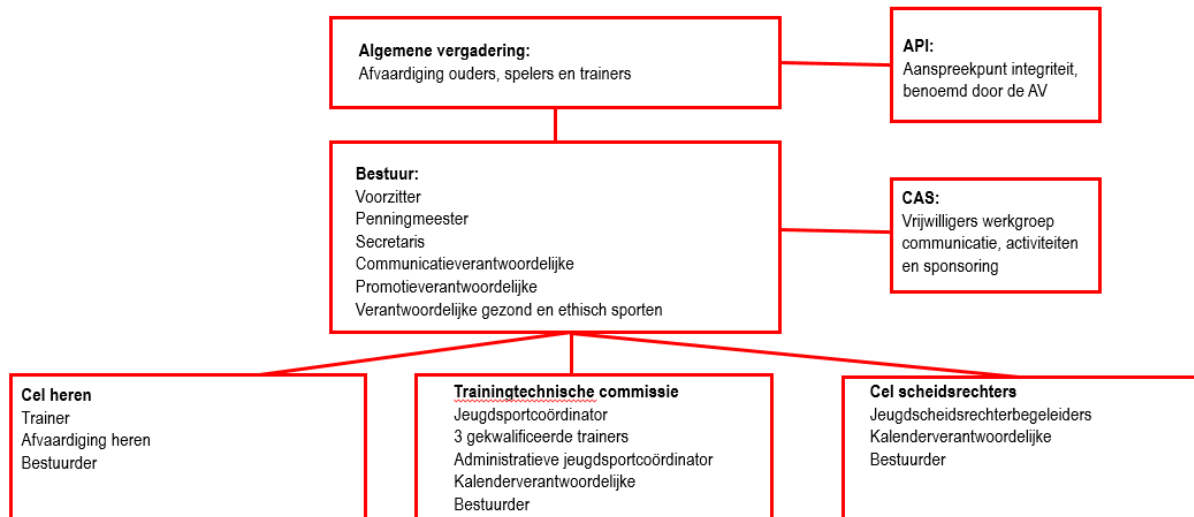 Algemene vergadering:
Afvaardiging ouders, spelers en trainers
API:
Aanspreekpunt integriteit,
benoemd door de AV
Bestuur:
Voorzitter
Penningmeester
Secretaris
Communicatieverantwoordelijke
Promotieverantwoordelijke
Verantwoordelijke gezond en ethisch sporten
CAS:
Vrijwilligers werkgroep
communicatie, activiteiten
en sponsoring
Cel heren
Trainer
Afvaardiging heren
Bestuurder
Trainingtechnische commissie
Jeugdsportcoördinator
3 gekwalificeerde trainers
Administratieve jeugdsportcoördinator
Kalenderverantwoordelijke
Bestuurder
Cel scheidsrechters
Jeugdscheidsrechterbegeleiders
Kalenderverantwoordelijke
Bestuurder